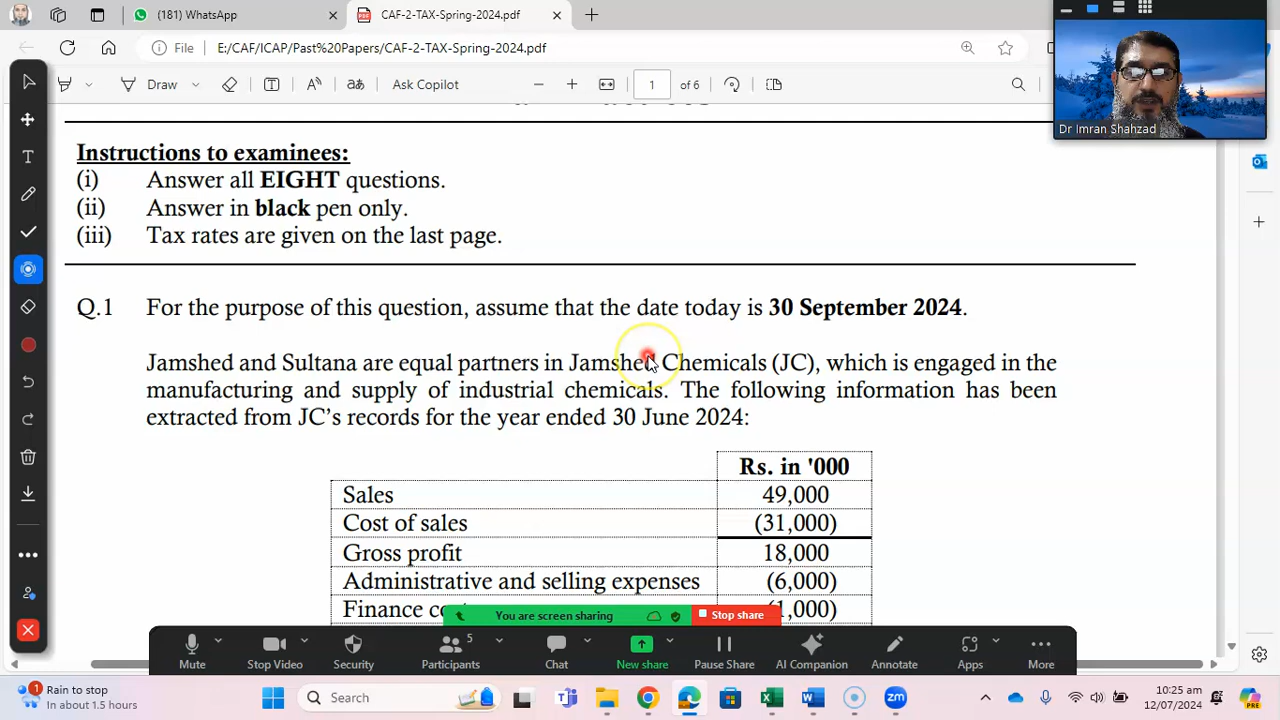 (181) WhatsApp
CAF-2-TAX-Spring-2024.pdf
File
E:/CAF/ICAP/Past%20Papers/CAF-2-TAX-Spring-2024.pdf
Draw
Ask Copilot
1 of 6
Dr Imran Shahzad
Instructions to examinees:
(i) Answer all EIGHT questions.
(ii) Answer in black pen only.
(iii) Tax rates are given on the last page.
Q.1 For the purpose of this question, assume that the date today is 30 September 2024.
Jamshed and Sultana are equal partners in Jamshed Chemicals (JC), which is engaged in the
manufacturing and supply of industrial chemicals. The following information has been
extracted from JC's records for the year ended 30 June 2024:
Rs. in '000
Sales 49,000
Cost of sales (31,000)
Gross profit 18,000
Administrative and selling expenses (6,000)
Finance
You are screen sharing
Stop share
Mute
Stop Video
Security
5
Participants
Chat
New share
Pause Share
AI Companion
Annotate
Apps
More
1
Rain to stop
In about 1.25 hours
Search
10:25 am
12/07/2024
PRE